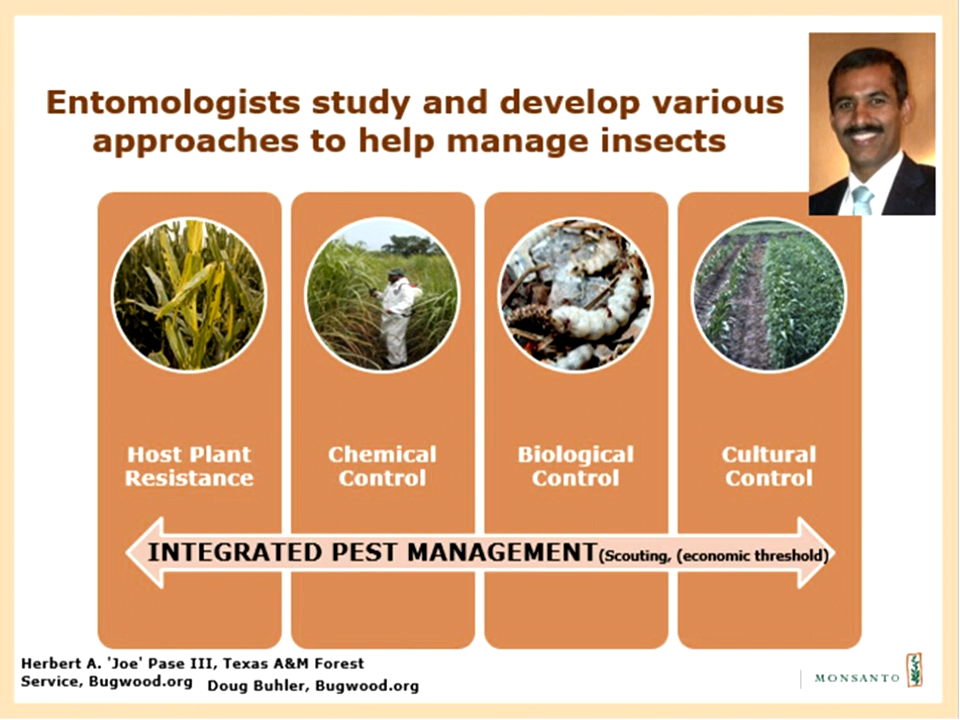 Entomologists study and develop various
approaches to help manage insects
Host Plant
Resistance
Chemical
Control
Biological
Control
Cultural
Control
INTEGRATED PEST MANAGEMENT(Scouting, (economic threshold)
Herbert A. 'Joe' Pase III, Texas A&M Forest
Service, Bugwood.org
Doug Buhler, Bugwood.org
MONSANTO